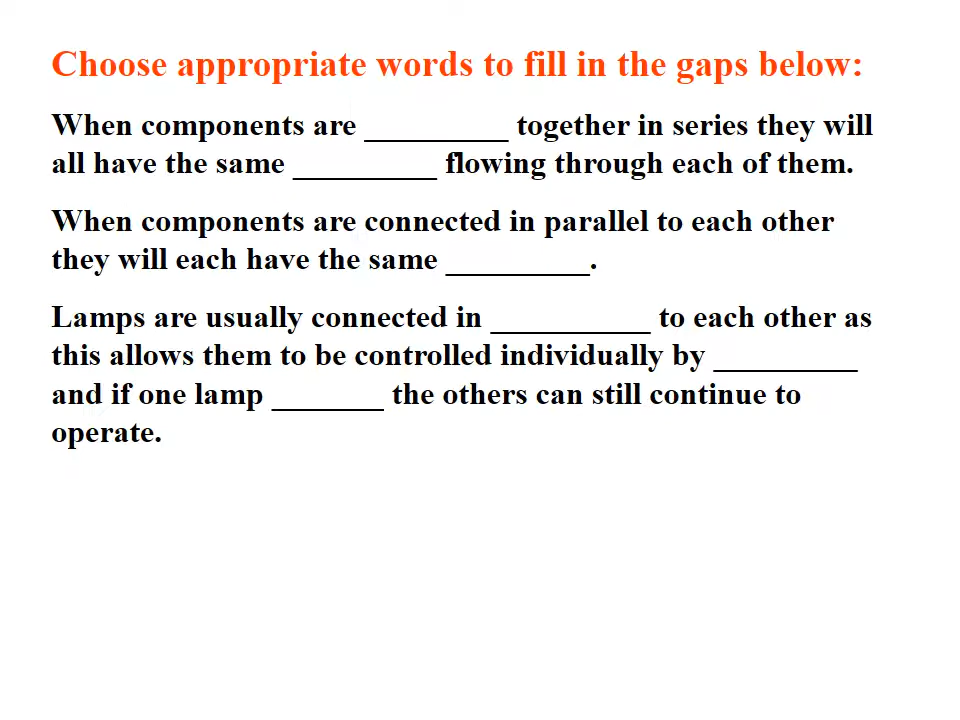 Choose appropriate words to fill in the gaps below:
When components are _________ together in series they will
all have the same _________ flowing through each of them.
When components are connected in parallel to each other
they will each have the same _________.
Lamps are usually connected in __________ to each other as
this allows them to be controlled individually by _________
and if one lamp _______ the others can still continue to
operate.